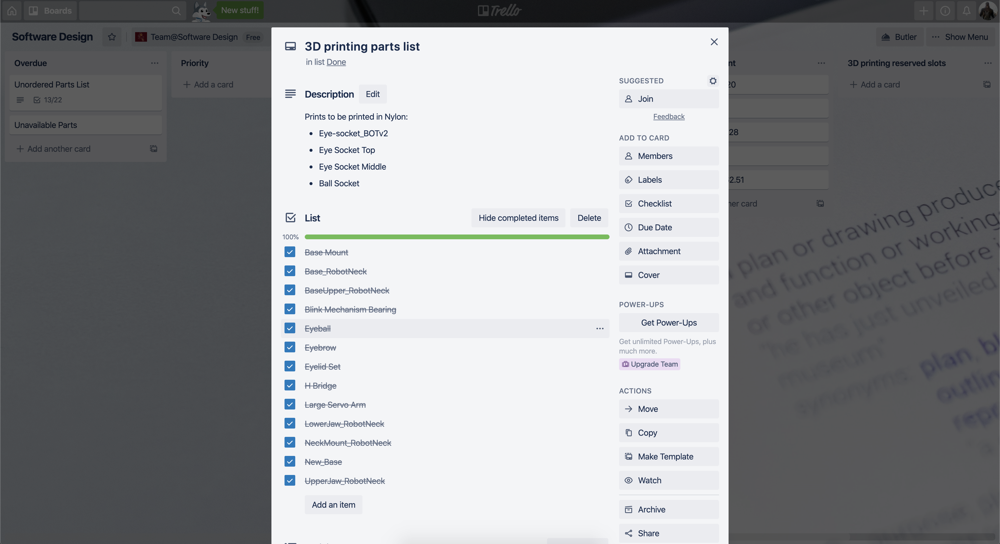 Boards
New stuff!
Trello
Software Design
Team@Software Design
Free
Butler
Show Menu
Overdue
Unordered Parts List
13/22
Unavailable Parts
Add another card
Priority
Add a card
3D printing parts list
in list Done
Description
Edit
Prints to be printed in Nylon:
Eye-socket_BOTv2
Eye Socket Top
Eye Socket Middle
Ball Socket
List
Hide completed items
Delete
100%
Base Mount
Base_RobotNeck
BaseUpper_RobotNeck
Blink Mechanism Bearing
Eyeball
Eyebrow
Eyelid Set
H Bridge
Large Servo Arm
LowerJaw_RobotNeck
NeckMount_RobotNeck
New_Base
UpperJaw_RobotNeck
Add an item
SUGGESTED
Join
Feedback
ADD TO CARD
Members
Labels
Checklist
Due Date
Attachment
Cover
POWER-UPS
Get Power-Ups
Get unlimited Power-Ups, plus
much more.
Upgrade Team
ACTIONS
Move
Copy
Make Template
Watch
Archive
Share
28
2.51
card
3D printing reserved slots
Add a card
plan or drawing
and function or working
or other object before
"he has just unveiled
museum"
synonyms: plan,